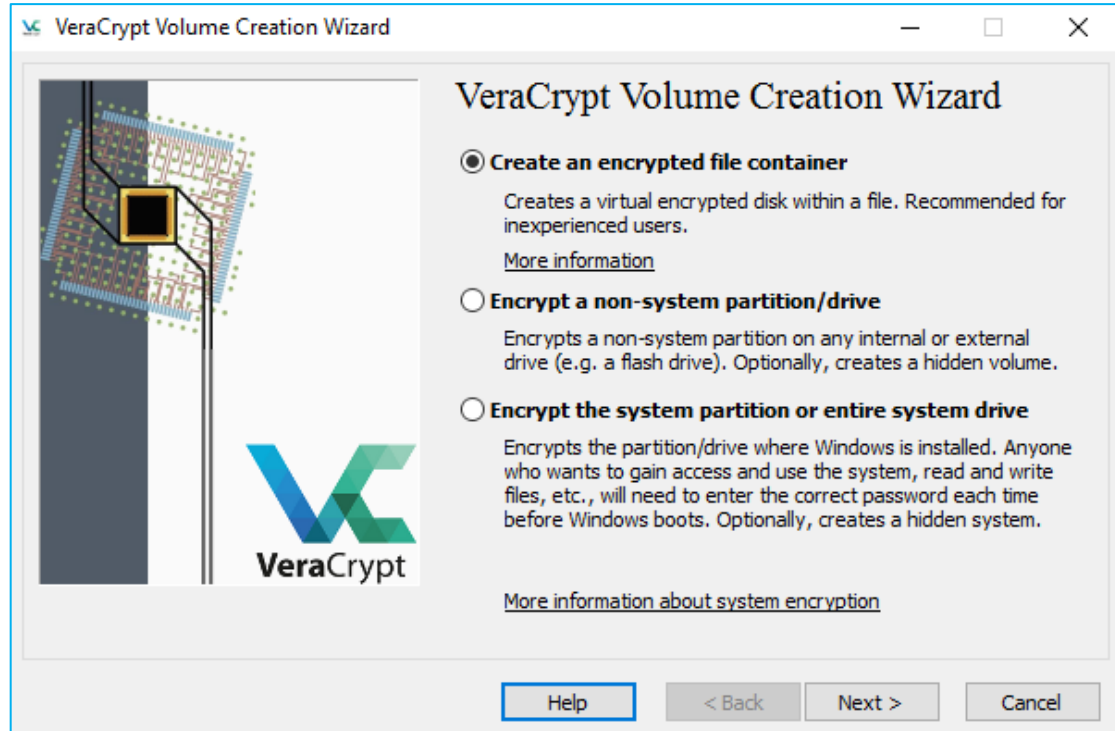 VeraCrypt Volume Creation Wizard
VeraCrypt Volume Creation Wizard
Create an encrypted file container
Creates a virtual encrypted disk within a file. Recommended for
inexperienced users.
More information
Encrypt a non-system partition/drive
Encrypts a non-system partition on any internal or external
drive (e.g. a flash drive). Optionally, creates a hidden volume.
Encrypt the system partition or entire system drive
Encrypts the partition/drive where Windows is installed. Anyone
who wants to gain access and use the system, read and write
files, etc., will need to enter the correct password each time
before Windows boots. Optionally, creates a hidden system.
VeraCrypt
More information about system encryption
Help
< Back
Next >
Cancel